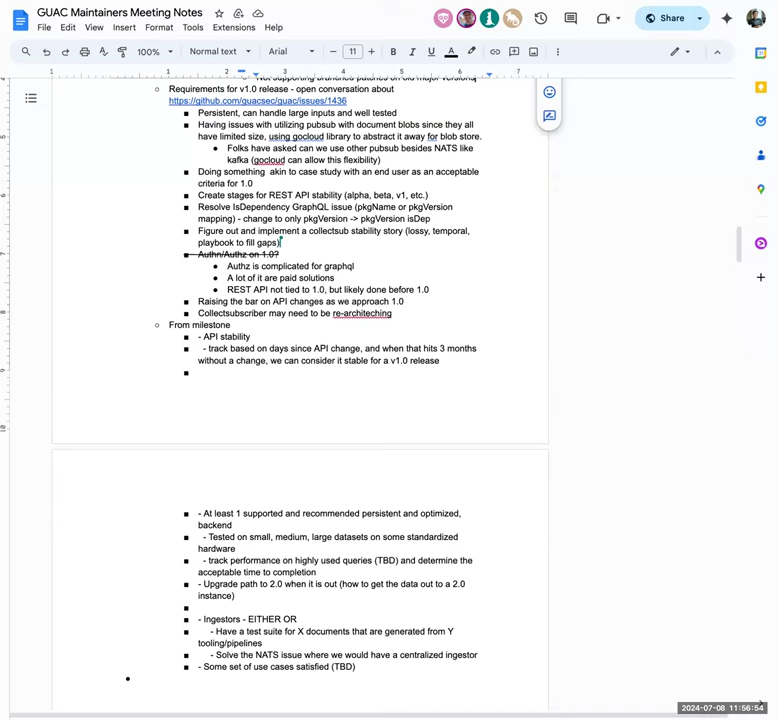 GUAC Maintainers Meeting Notes
File Edit View Insert Format Tools Extensions Help
Share
100% Normal text Arial 11 B I U A
1 1 2 3 4 5 6 7
Requirements for v1.0 release - open conversation about
https://github.com/guacsec/guac/issues/1436
Persistent, can handle large inputs and well tested
Having issues with utilizing pubsub with document blobs since they all
have limited size, using gocloud library to abstract it away for blob store.
Folks have asked can we use other pubsub besides NATS like
kafka (gocloud can allow this flexibility)
Doing something akin to case study with an end user as an acceptable
criteria for 1.0
Create stages for REST API stability (alpha, beta, v1, etc.)
Resolve IsDependency GraphQL issue (pkgName or pkgVersion
mapping) - change to only pkgVersion -> pkgVersion isDep
Figure out and implement a collectsub stability story (lossy, temporal,
playbook to fill gaps)
Authn/Authz on 1.0?
Authz is complicated for graphql
A lot of it are paid solutions
REST API not tied to 1.0, but likely done before 1.0
Raising the bar on API changes as we approach 1.0
Collectsubscriber may need to be re-architeching
From milestone
- API stability
- track based on days since API change, and when that hits 3 months
without a change, we can consider it stable for a v1.0 release
- At least 1 supported and recommended persistent and optimized,
backend
- Tested on small, medium, large datasets on some standardized
hardware
- track performance on highly used queries (TBD) and determine the
acceptable time to completion
- Upgrade path to 2.0 when it is out (how to get the data out to a 2.0
instance)
- Ingestors - EITHER OR
- Have a test suite for X documents that are generated from Y
tooling/pipelines
- Solve the NATS issue where we would have a centralized ingestor
- Some set of use cases satisfied (TBD)
2024-07-08 11:56:54